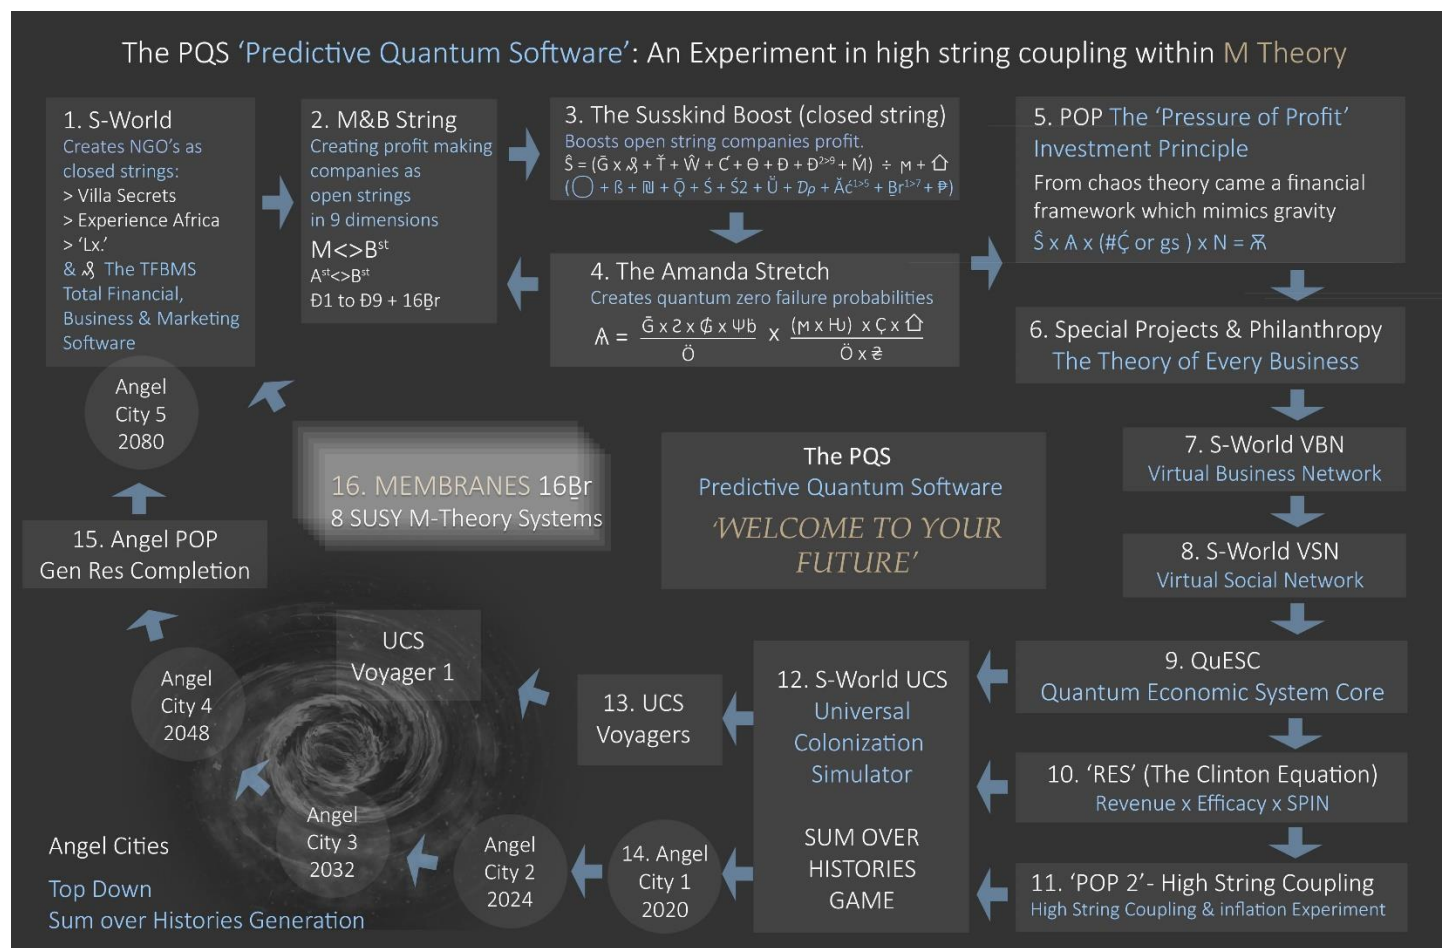 The PQS 'Predictive Quantum Software': An Experiment in high string coupling within M Theory
1. S-World
Creates NGO's as
closed strings:
> Villa Secrets
> Experience Africa
> 'Lx.'
& The TFBMS
Total Financial,
Business & Marketing
Software
2. M&B String
Creating profit making
companies as
open strings
in 9 dimensions
M<>Bˢᵗ
Aˢᵗ<>Bˢᵗ
Đ1 to Đ9 + 16Ḇr
3. The Susskind Boost (closed string)
Boosts open string companies profit.
4. The Amanda Stretch
Creates quantum zero failure probabilities
5. POP The 'Pressure of Profit'
Investment Principle
From chaos theory came a financial
framework which mimics gravity
6. Special Projects & Philanthropy
The Theory of Every Business
7. S-World VBN
Virtual Business Network
8. S-World VSN
Virtual Social Network
9. QuESC
Quantum Economic System Core
10. 'RES' (The Clinton Equation)
Revenue x Efficacy x SPIN
11. 'POP 2'- High String Coupling
High String Coupling & inflation Experiment
12. S-World UCS
Universal
Colonization
Simulator
SUM OVER
HISTORIES
GAME
13. UCS
Voyagers
UCS
Voyager 1
14. Angel
City 1
2020
Angel
City 2
2024
Angel
City 3
2032
Angel
City 4
2048
15. Angel POP
Gen Res Completion
Angel
City 5
2080
16. MEMBRANES 16Ḇr
8 SUSY M-Theory Systems
The PQS
Predictive Quantum Software
'WELCOME TO YOUR
FUTURE'
Angel Cities
Top Down
Sum over Histories Generation